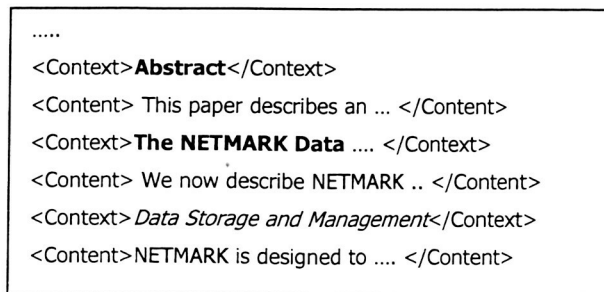 .....
<Context>Abstract</Context>
<Content> This paper describes an ... </Content>
<Context>The NETMARK Data .... </Context>
<Content> We now describe NETMARK .. </Content>
<Context>Data Storage and Management</Context>
<Content>NETMARK is designed to .... </Content>